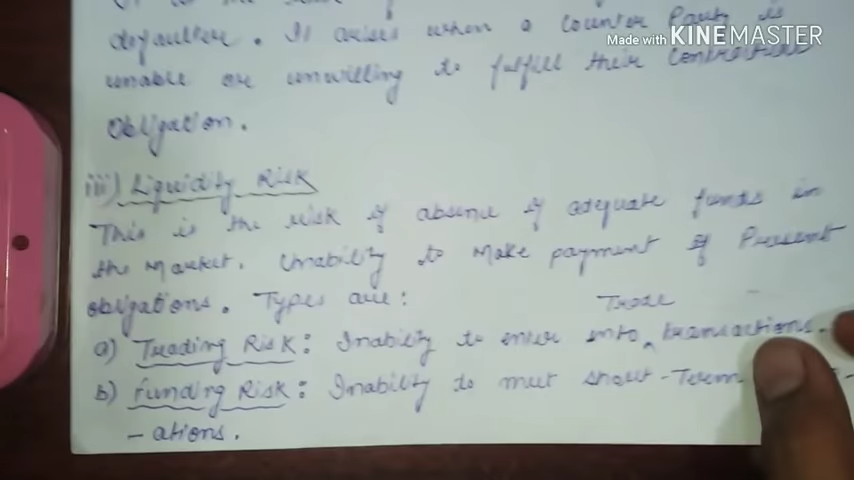 defaulter. It arises when a counter Party is
Made with KINEMASTER
unable or unwilling to fulfill their Contractual
Obligation.
iii) Liquidity Risk
This is the risk of absence of adequate funds in
the Market. Unability to Make payment of Present
obligations. Types are:
Trade
a) Trading Risk: Inability to enter into ‸ transactions.
b) Funding Risk: Inability to meet short-Term
-ations.